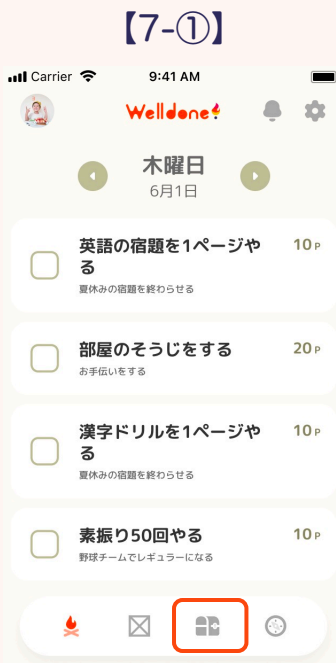 【7-①】
Carrier 9:41 AM
Welldone!
木曜日
6月1日
英語の宿題を1ページや
る
10 P
夏休みの宿題を終わらせる
部屋のそうじをする
20 P
お手伝いをする
漢字ドリルを1ページや
る
10 P
夏休みの宿題を終わらせる
素振り50回やる
10 P
野球チームでレギュラーになる